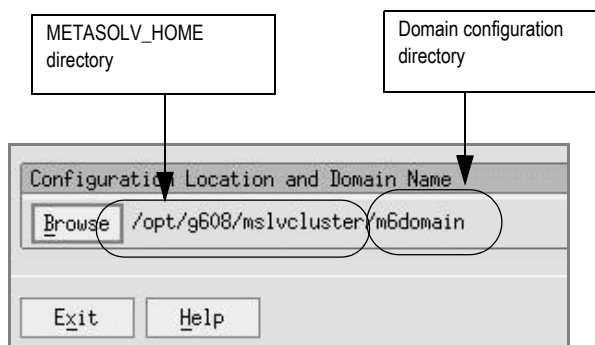 METASOLV_HOME
directory
Domain configuration
directory
Configuration Location and Domain Name
Browse /opt/g608/mslvcluster/m6domain
Exit Help